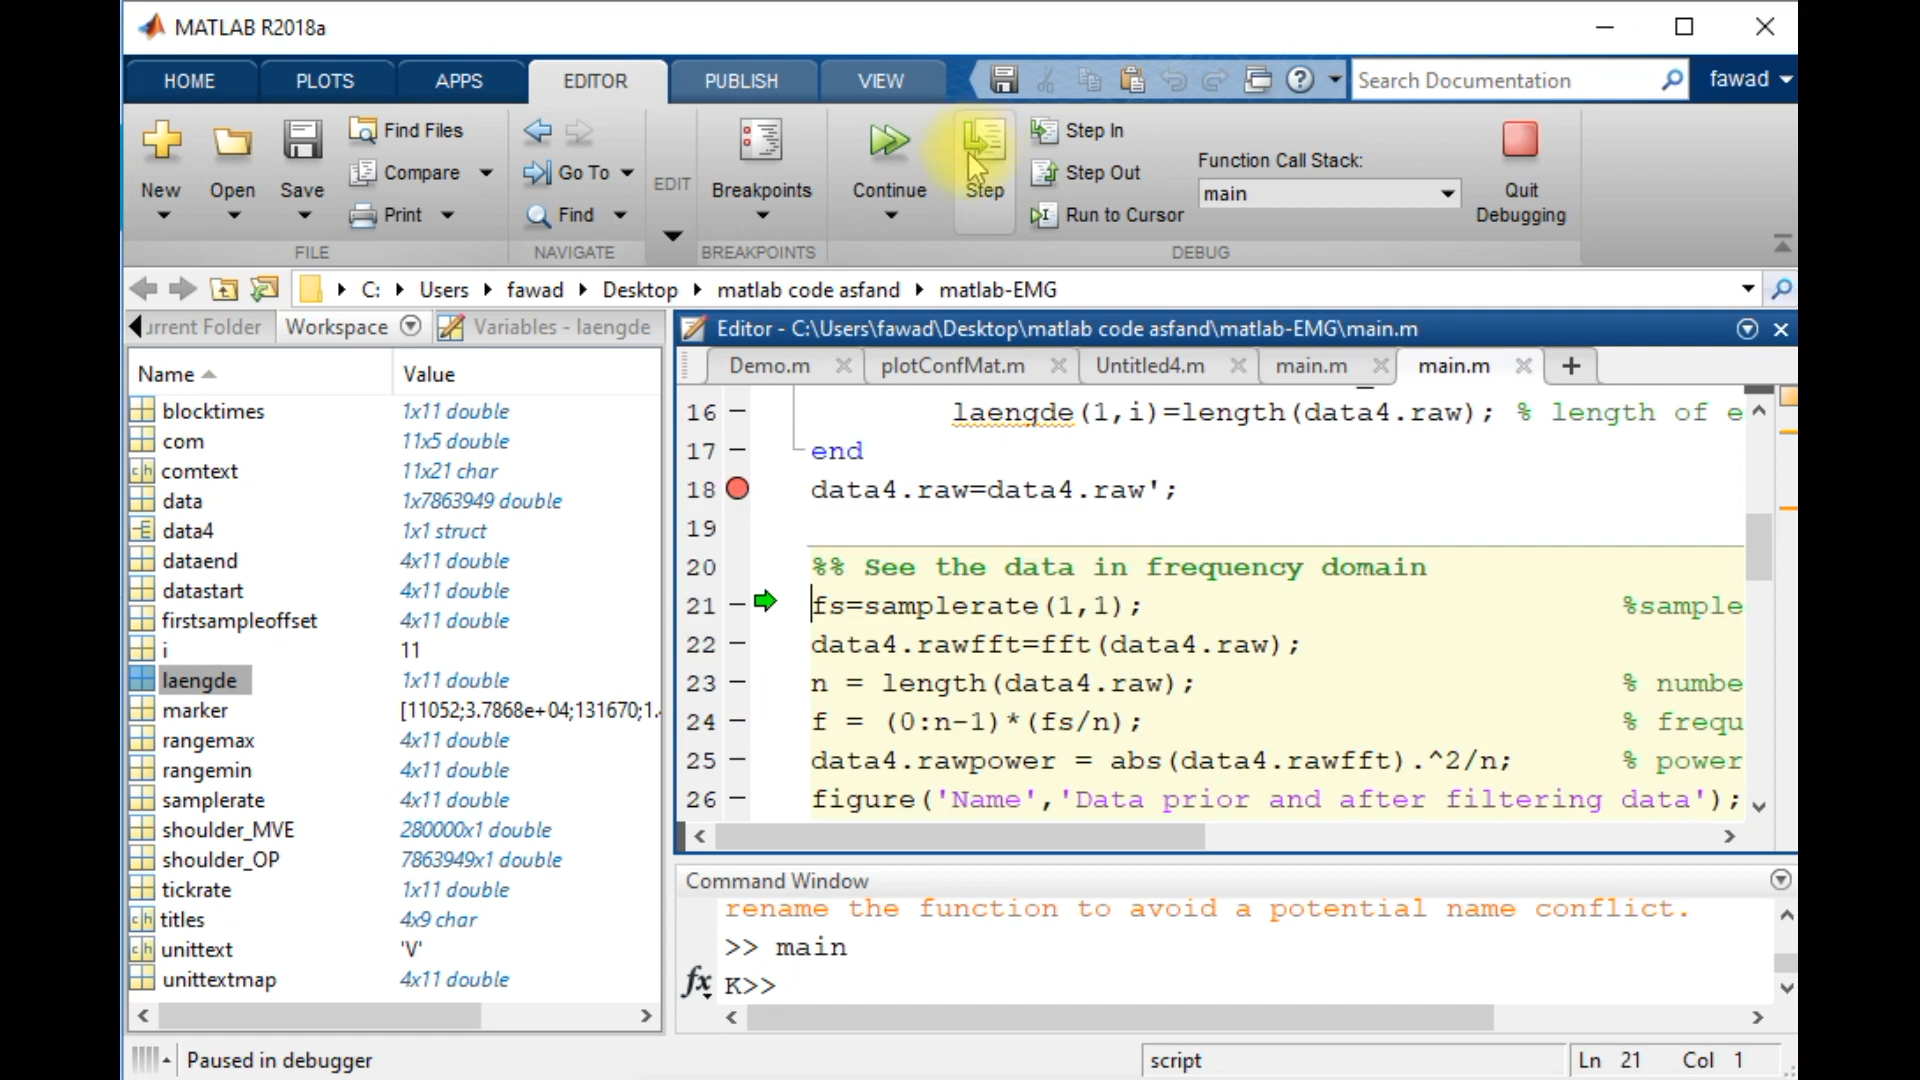 MATLAB R2018a
HOME PLOTS APPS EDITOR PUBLISH VIEW Search Documentation fawad
New Open Save Find Files Compare Print
FILE
Go To Find
NAVIGATE
EDIT
Breakpoints
BREAKPOINTS
Continue Step Step In Step Out Run to Cursor
Function Call Stack:
main
Quit Debugging
DEBUG
C: Users fawad Desktop matlab code asfand matlab-EMG
urrent Folder Workspace Variables - laengde
Name Value
blocktimes 1x11 double
com 11x5 double
comtext 11x21 char
data 1x7863949 double
data4 1x1 struct
dataend 4x11 double
datastart 4x11 double
firstsampleoffset 4x11 double
i 11
laengde 1x11 double
marker [11052;3.7868e+04;131670;1.
rangemax 4x11 double
rangemin 4x11 double
samplerate 4x11 double
shoulder_MVE 280000x1 double
shoulder_OP 7863949x1 double
tickrate 1x11 double
titles 4x9 char
unittext 'V'
unittextmap 4x11 double
Editor - C:\Users\fawad\Desktop\matlab code asfand\matlab-EMG\main.m
Demo.m plotConfMat.m Untitled4.m main.m main.m
16 laengde(1,i)=length(data4.raw); % length of e
17 end
18 data4.raw=data4.raw';
19
20 %% See the data in frequency domain
21 fs=samplerate(1,1); %sample
22 data4.rawfft=fft(data4.raw);
23 n = length(data4.raw); % numbe
24 f = (0:n-1)*(fs/n); % frequ
25 data4.rawpower = abs(data4.rawfft).^2/n; % power
26 figure('Name','Data prior and after filtering data');
Command Window
rename the function to avoid a potential name conflict.
>> main
fx K>>
Paused in debugger script Ln 21 Col 1